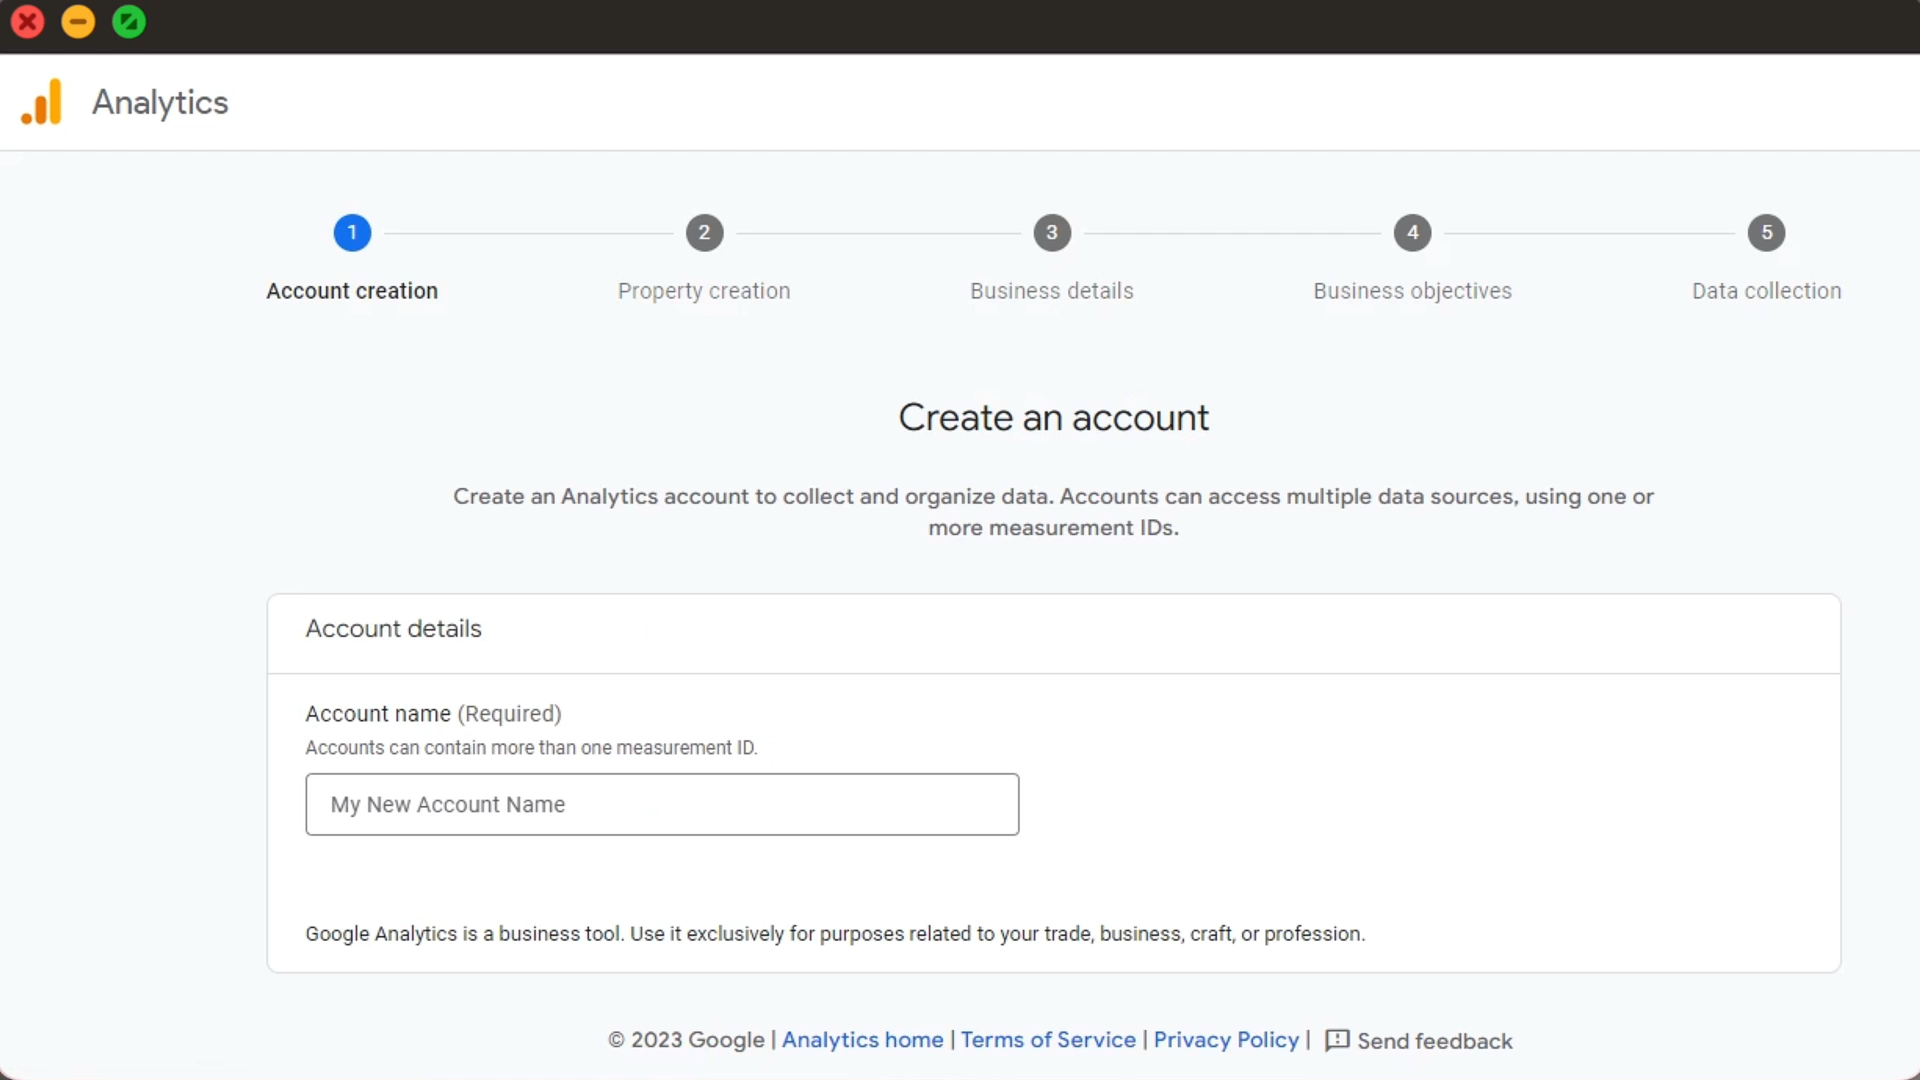 Analytics
1
2
3
4
5
Account creation
Property creation
Business details
Business objectives
Data collection
Create an account
Create an Analytics account to collect and organize data. Accounts can access multiple data sources, using one or
more measurement IDs.
Account details
Account name (Required)
Accounts can contain more than one measurement ID.
My New Account Name
Google Analytics is a business tool. Use it exclusively for purposes related to your trade, business, craft, or profession.
© 2023 Google | Analytics home | Terms of Service | Privacy Policy | Send feedback